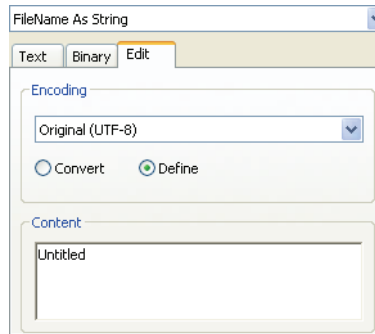 FileName As String
Text Binary Edit
Encoding
Original (UTF-8)
Convert Define
Content
Untitled